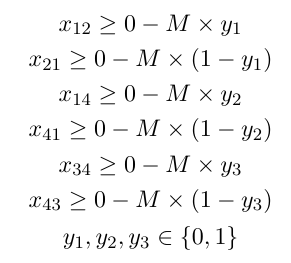 x₁₂ ≥ 0 − M × y₁
x₂₁ ≥ 0 − M × (1 − y₁)
x₁₄ ≥ 0 − M × y₂
x₄₁ ≥ 0 − M × (1 − y₂)
x₃₄ ≥ 0 − M × y₃
x₄₃ ≥ 0 − M × (1 − y₃)
y₁, y₂, y₃ ∈ {0, 1}